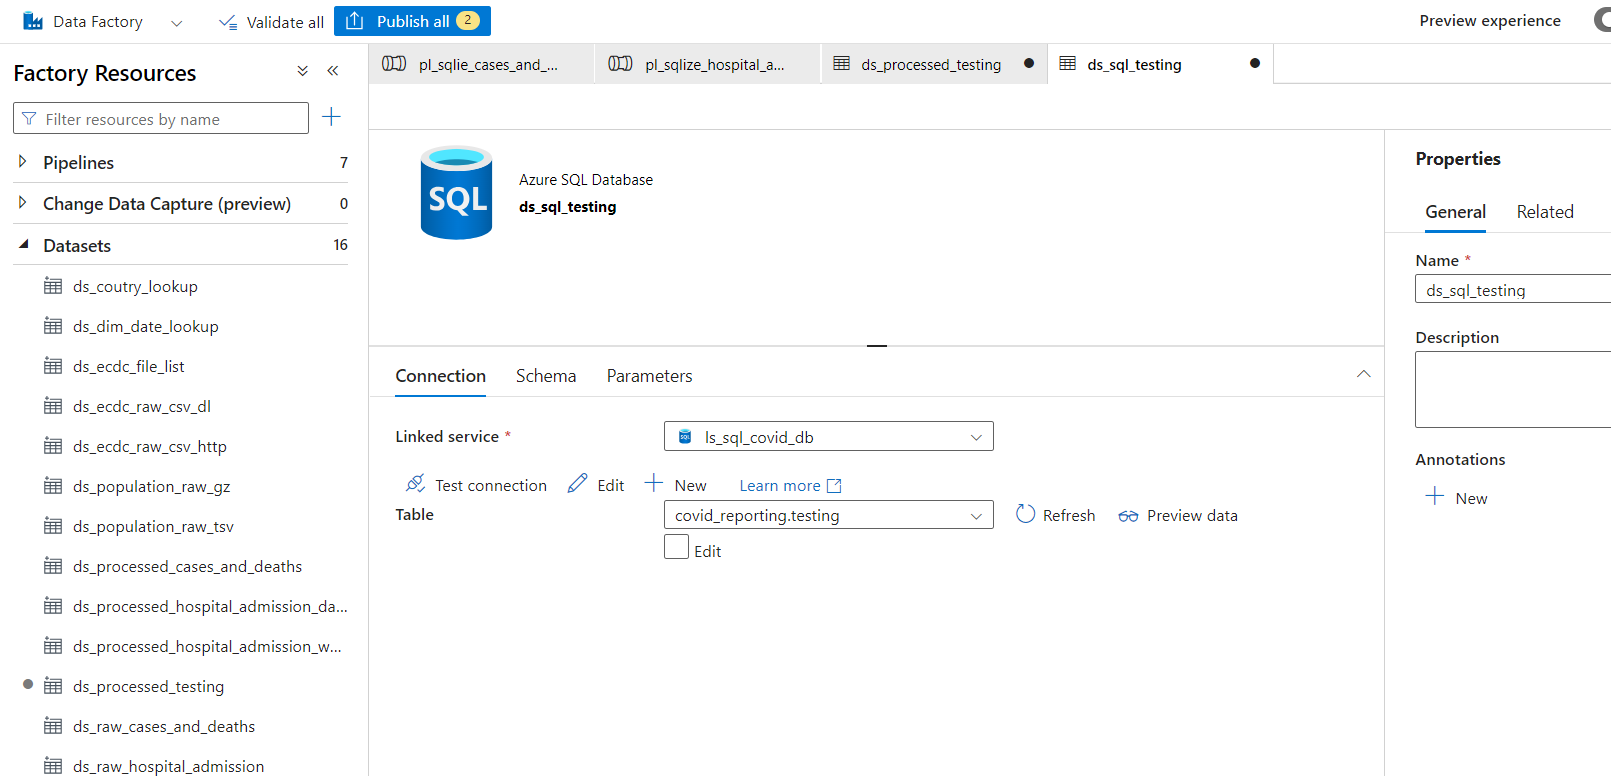 Data Factory
Validate all
Publish all 2
Preview experience
Factory Resources
Filter resources by name
Pipelines 7
Change Data Capture (preview) 0
Datasets 16
ds_coutry_lookup
ds_dim_date_lookup
ds_ecdc_file_list
ds_ecdc_raw_csv_dl
ds_ecdc_raw_csv_http
ds_population_raw_gz
ds_population_raw_tsv
ds_processed_cases_and_deaths
ds_processed_hospital_admission_da...
ds_processed_hospital_admission_w...
ds_processed_testing
ds_raw_cases_and_deaths
ds_raw_hospital_admission
pl_sqlie_cases_and_...
pl_sqlize_hospital_a...
ds_processed_testing
ds_sql_testing
SQL
Azure SQL Database
ds_sql_testing
Connection Schema Parameters
Linked service *
SQL ls_sql_covid_db
Test connection Edit New Learn more
Table
covid_reporting.testing
Refresh Preview data
Edit
Properties
General Related
Name *
ds_sql_testing
Description
Annotations
New